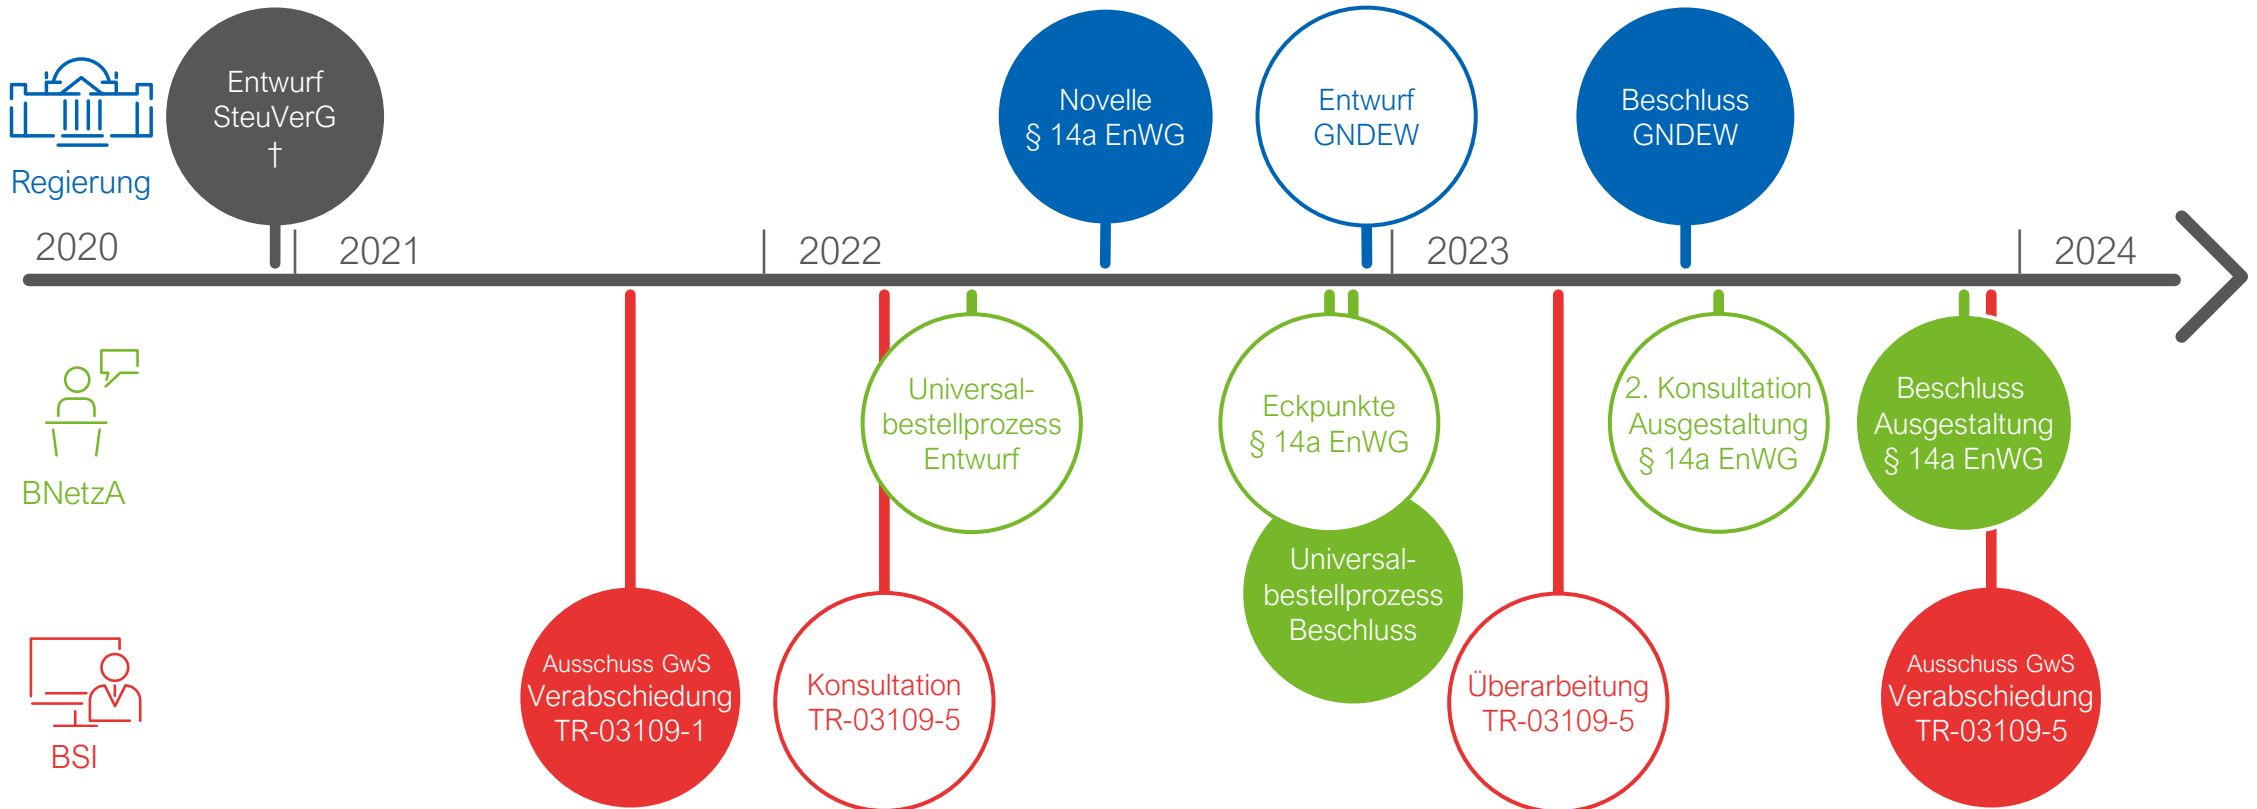 Entwurf
SteuVerG
†
Novelle
§ 14a EnWG
Entwurf
GNDEW
Beschluss
GNDEW
Regierung
2020
2021
2022
2023
2024
Universal-
bestellprozess
Entwurf
Eckpunkte
§ 14a EnWG
2. Konsultation
Ausgestaltung
§ 14a EnWG
Beschluss
Ausgestaltung
§ 14a EnWG
BNetzA
Universal-
bestellprozess
Beschluss
Ausschuss GwS
Verabschiedung
TR-03109-1
Konsultation
TR-03109-5
Überarbeitung
TR-03109-5
Ausschuss GwS
Verabschiedung
TR-03109-5
BSI